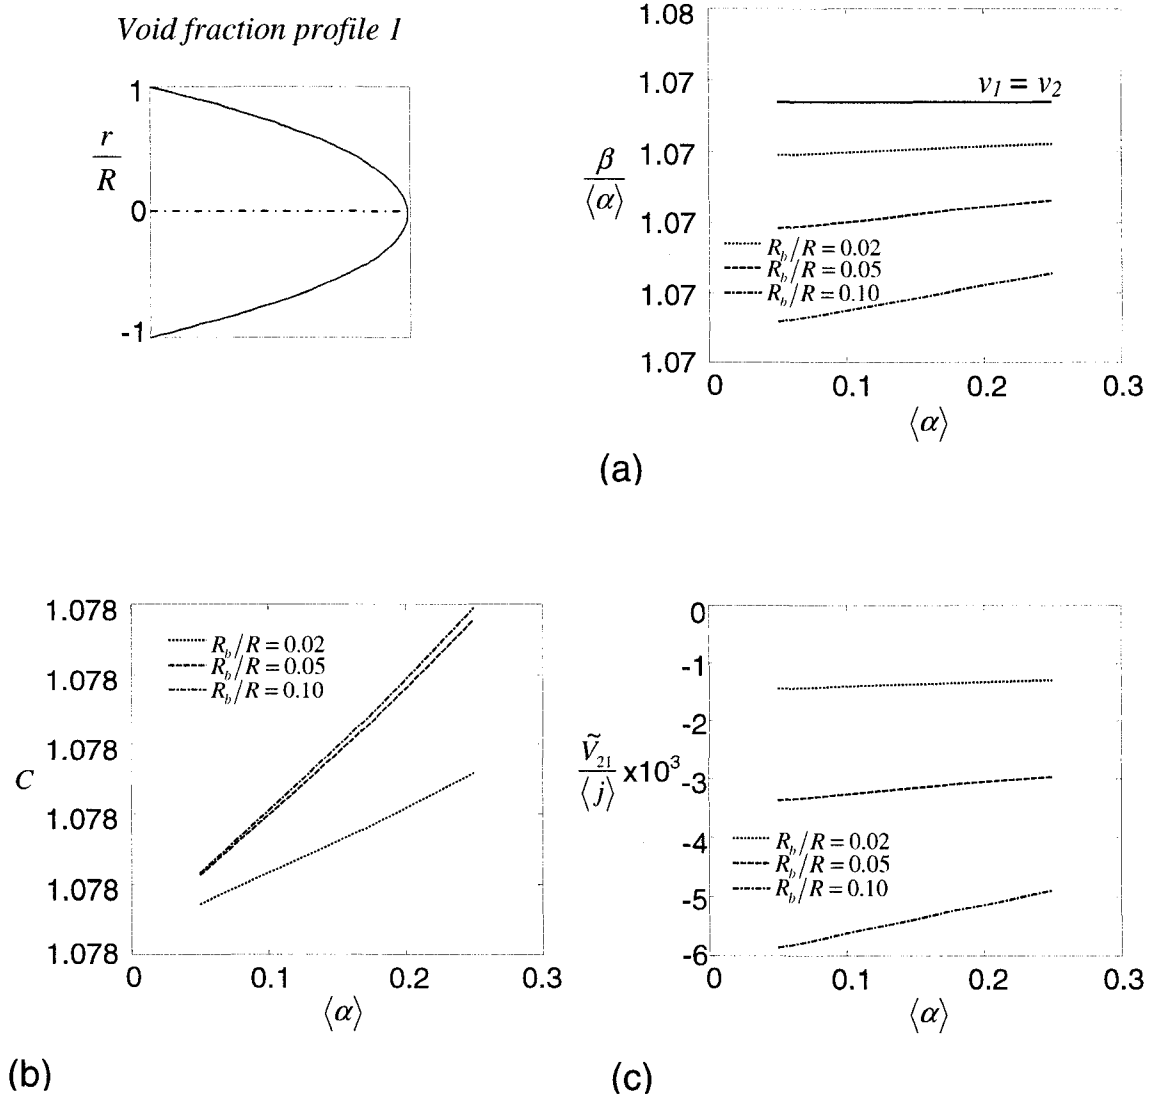 Void fraction profile 1
r
R
1
0
-1
1.08
1.07
1.07
1.07
1.07
1.07
β
⟨α⟩
v1 = v2
Rb/R = 0.02
Rb/R = 0.05
Rb/R = 0.10
0
0.1
0.2
0.3
⟨α⟩
(a)
1.078
1.078
1.078
1.078
1.078
1.078
C
Rb/R = 0.02
Rb/R = 0.05
Rb/R = 0.10
0
0.1
0.2
0.3
⟨α⟩
(b)
0
-1
-2
-3
-4
-5
-6
Ṽ21
⟨j⟩
x10³
Rb/R = 0.02
Rb/R = 0.05
Rb/R = 0.10
0
0.1
0.2
0.3
⟨α⟩
(c)